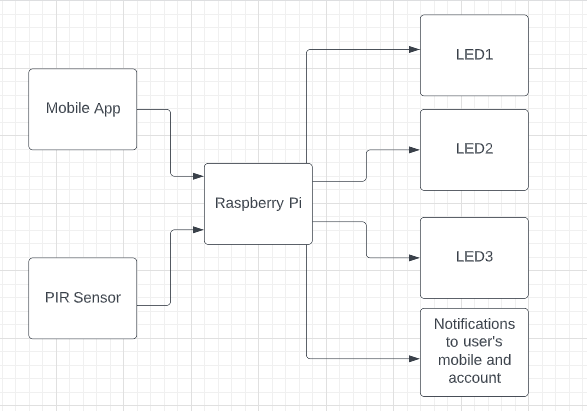 Mobile App
PIR Sensor
Raspberry Pi
LED1
LED2
LED3
Notifications
to user's
mobile and
account